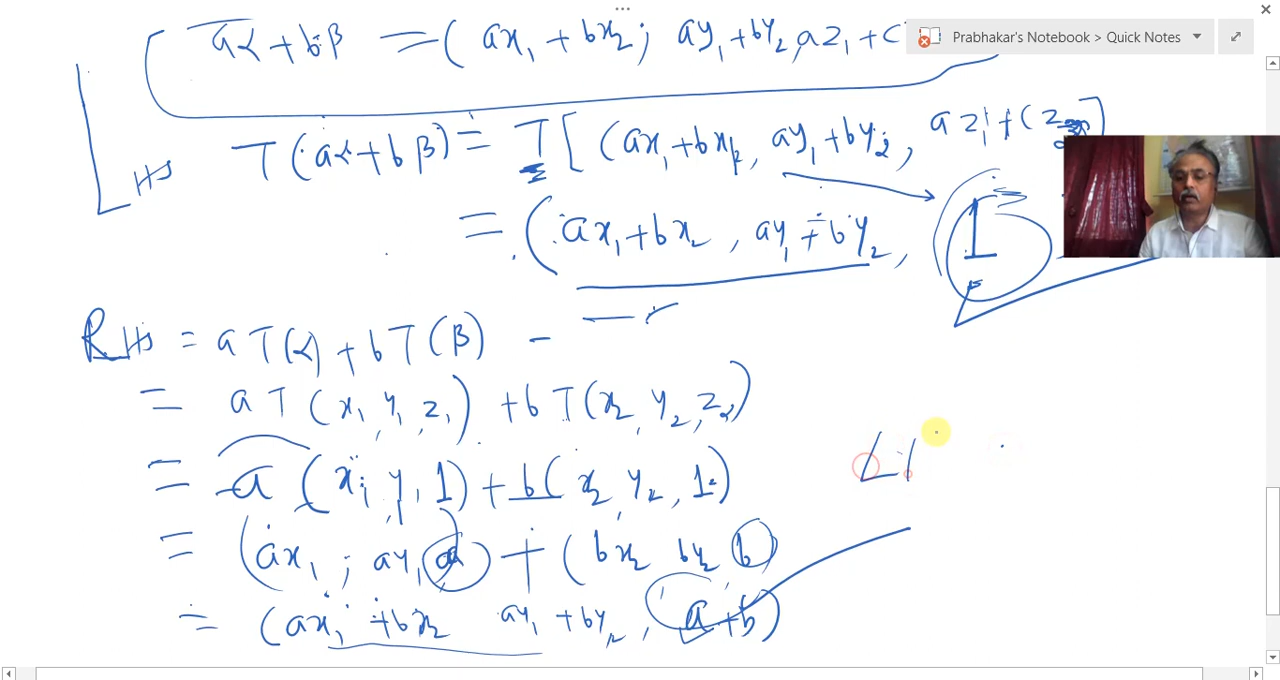 aα + bβ = (ax₁ + bx₂; ay₁ + by₂, az₁ + c
Prabhakar's Notebook > Quick Notes
LHS T(aα + bβ) = T[(ax₁ + bx₂, ay₁ + by₂, az₁ + cz₂)]
= (ax₁ + bx₂, ay₁ + by₂, 1
RHS = aT(α) + bT(β) -
= aT(x₁, y₁, z₁) + bT(x₂, y₂, z₂)
= a(x₁, y₁, 1) + b(x₂, y₂, 1)
LH
= (ax₁, ay₁, a) + (bx₂ by₂, b)
= (ax₁ + bx₂ ay₁ + by₂, a + b)